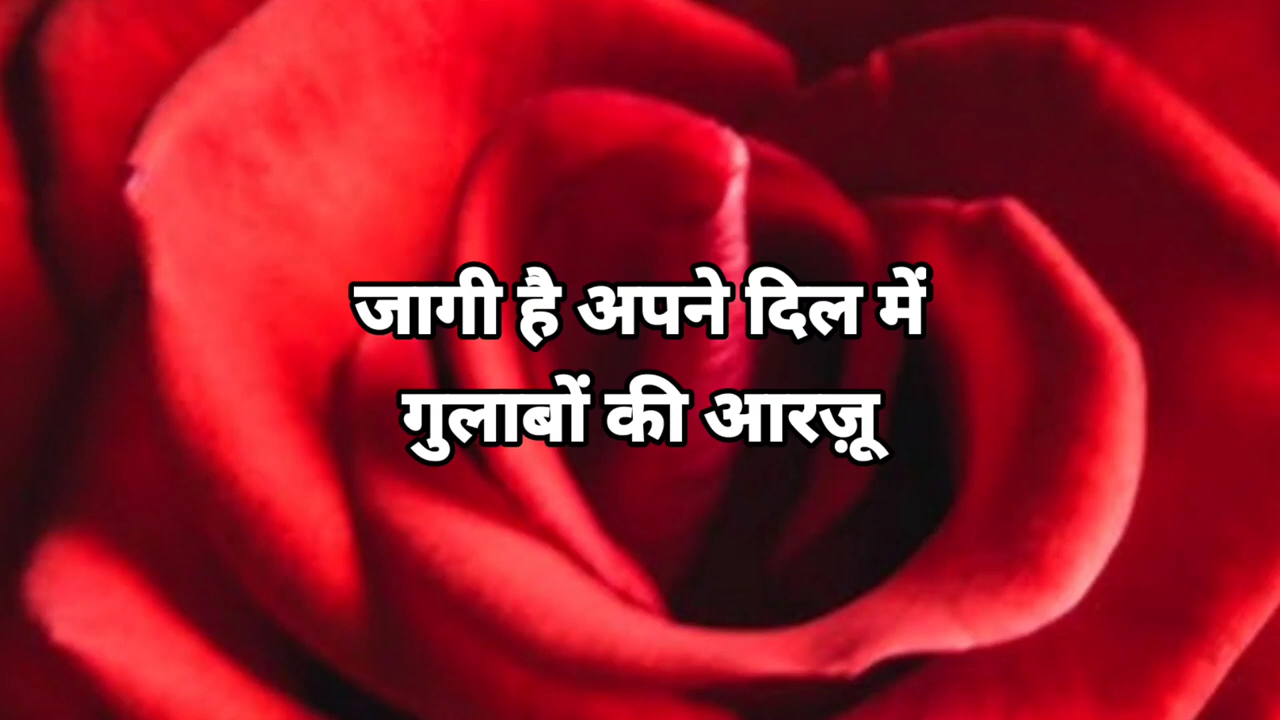 जागी है अपने दिल में
गुलाबों की आरज़ू